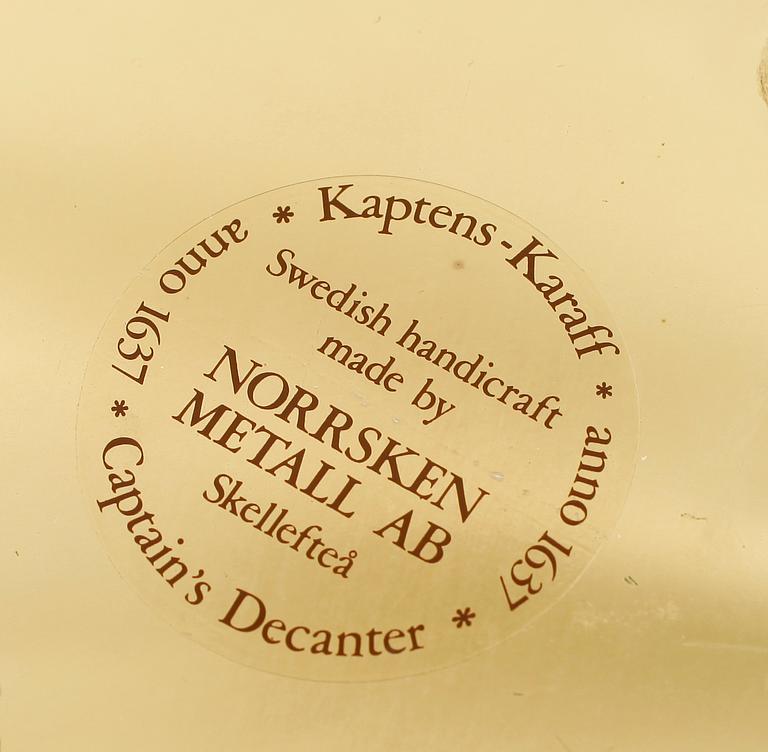 Kaptens-Karaff * anno 1637 * Captain's Decanter * anno 1637 *
Swedish handicraft
made by
NORRSKEN
METALL AB
Skellefteå